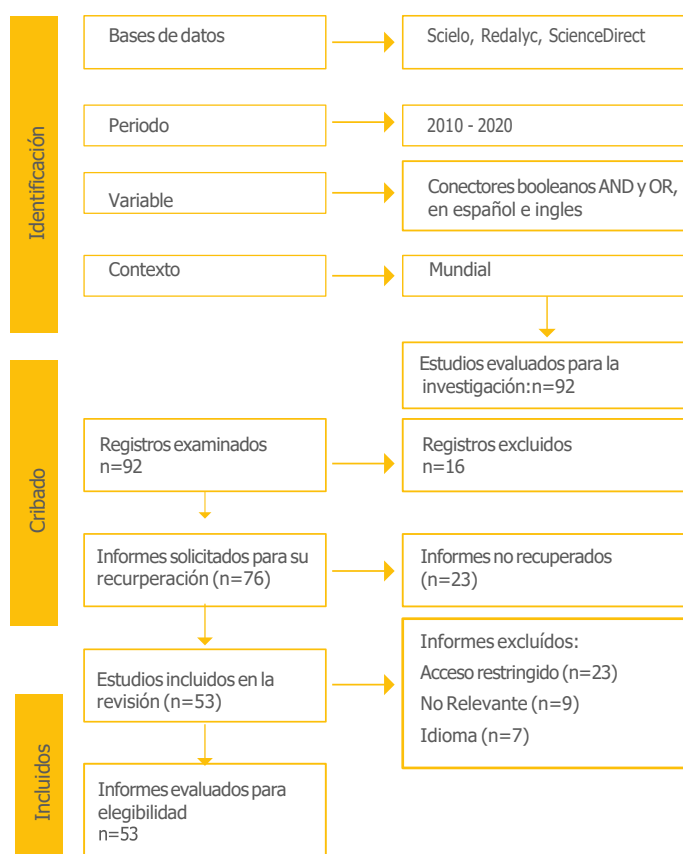 Identificación
Bases de datos
Scielo, Redalyc, ScienceDirect
Periodo
2010 - 2020
Variable
Conectores booleanos AND y OR,
en español e ingles
Contexto
Mundial
Estudios evaluados para la
investigación:n=92
Cribado
Registros examinados
n=92
Registros excluidos
n=16
Informes solicitados para su
recurperación (n=76)
Informes no recuperados
(n=23)
Estudios incluidos en la
revisión (n=53)
Informes excluídos:
Acceso restringido (n=23)
No Relevante (n=9)
Idioma (n=7)
Incluidos
Informes evaluados para
elegibilidad
n=53